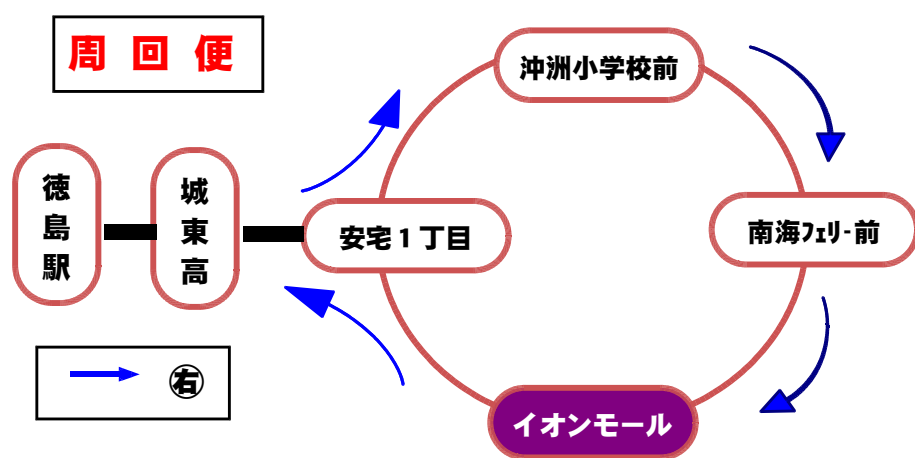 周回便
沖洲小学校前
徳島駅
城東高
安宅1丁目
南海ﾌｪﾘ-前
㊨
イオンモール